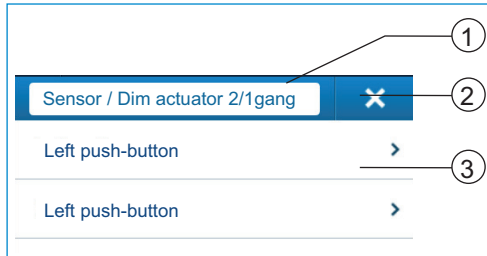 1
Sensor / Dim actuator 2/1gang
2
Left push-button
3
Left push-button